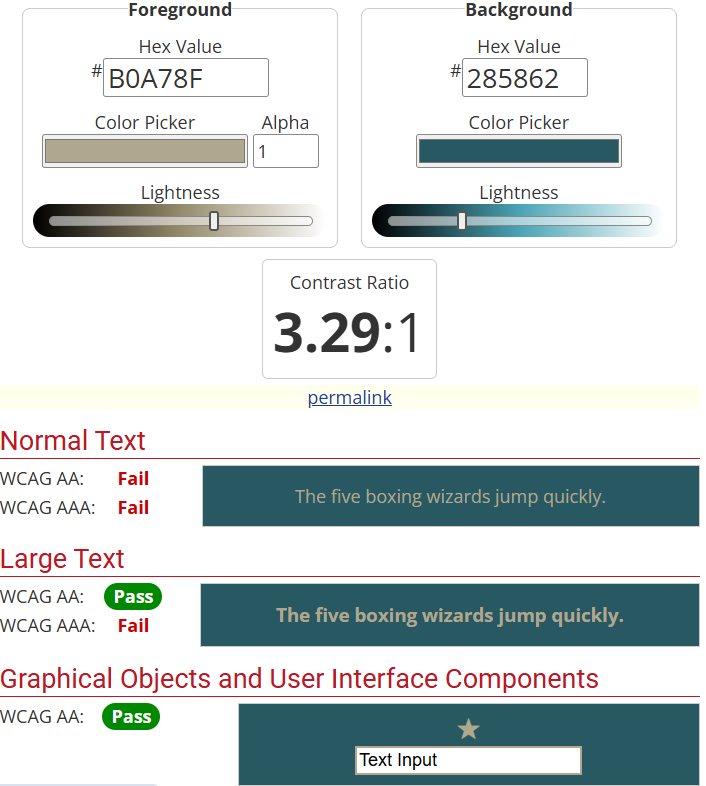 Foreground Background
Hex Value Hex Value
# B0A78F # 285862
Color Picker Alpha Color Picker
1
Lightness Lightness
Contrast Ratio
3.29:1
permalink
Normal Text
WCAG AA: Fail
The five boxing wizards jump quickly.
WCAG AAA: Fail
Large Text
WCAG AA: Pass
The five boxing wizards jump quickly.
WCAG AAA: Fail
Graphical Objects and User Interface Components
WCAG AA: Pass
Text Input